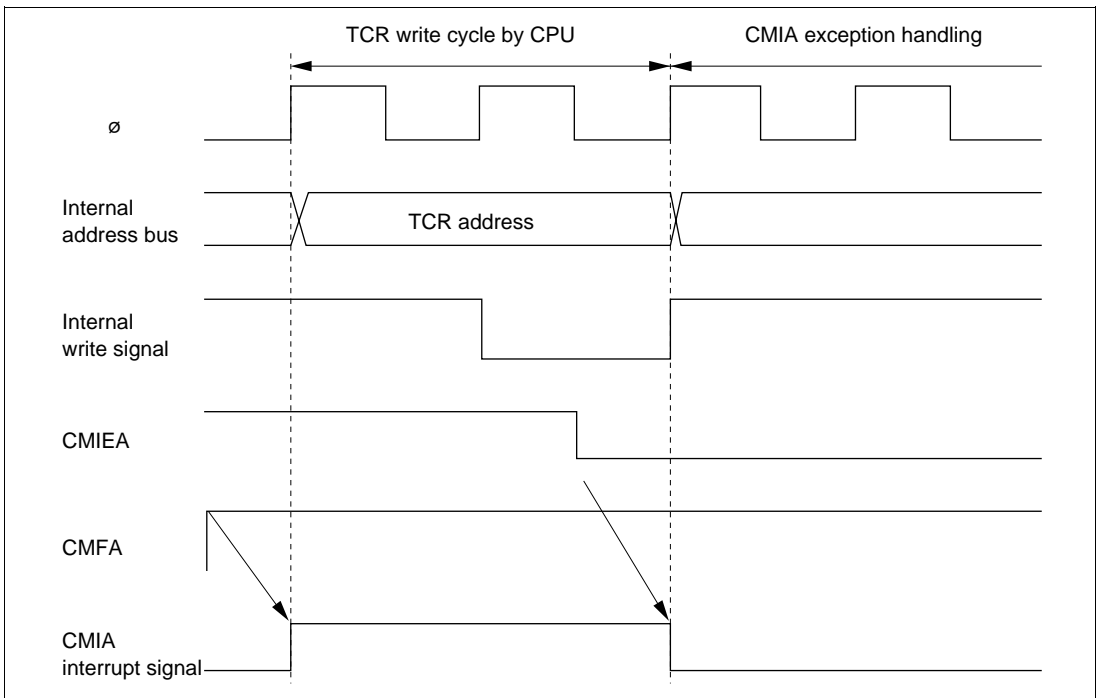 TCR write cycle by CPU
CMIA exception handling
ø
Internal
address bus
TCR address
Internal
write signal
CMIEA
CMFA
CMIA
interrupt signal